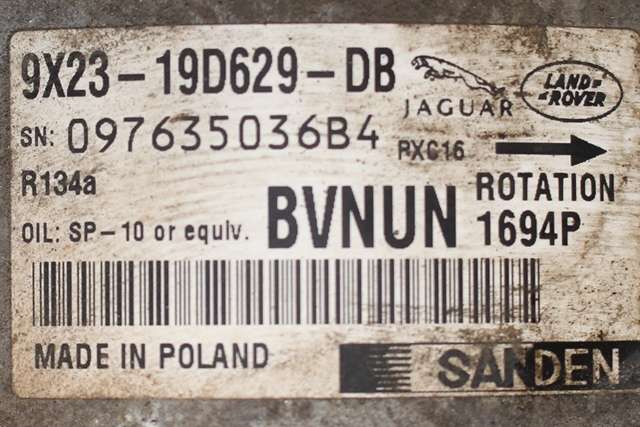 9X23-19D629-DB
JAGUAR
LAND-
-ROVER
SN: 097635036B4
PXC16
R134a
ROTATION
OIL: SP-10 or equiv.
BVNUN
1694P
MADE IN POLAND
SANDEN